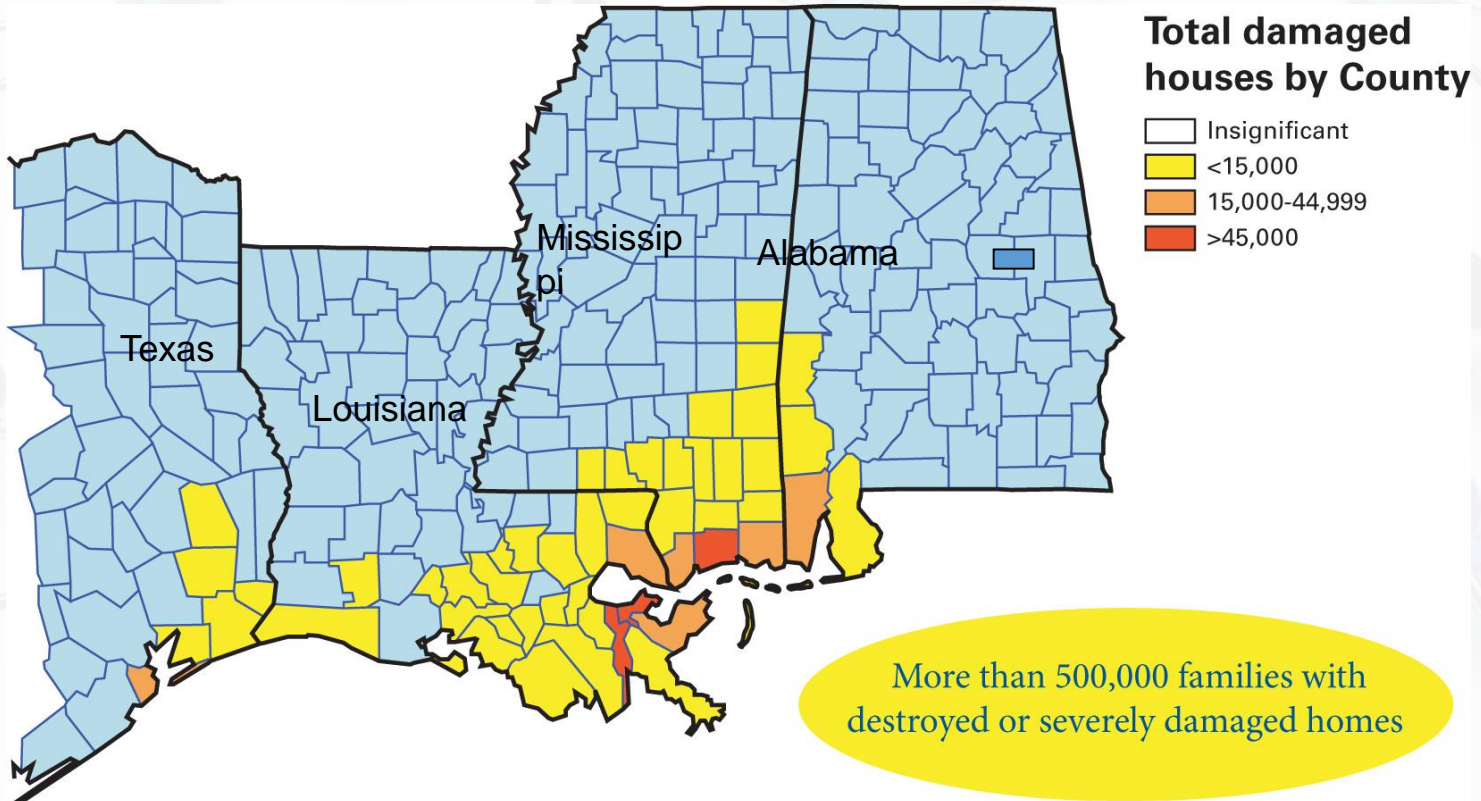 Total damaged
houses by County
Insignificant
<15,000
15,000-44,999
>45,000
Mississip
pi
Alabama
Texas
Louisiana
More than 500,000 families with
destroyed or severely damaged homes